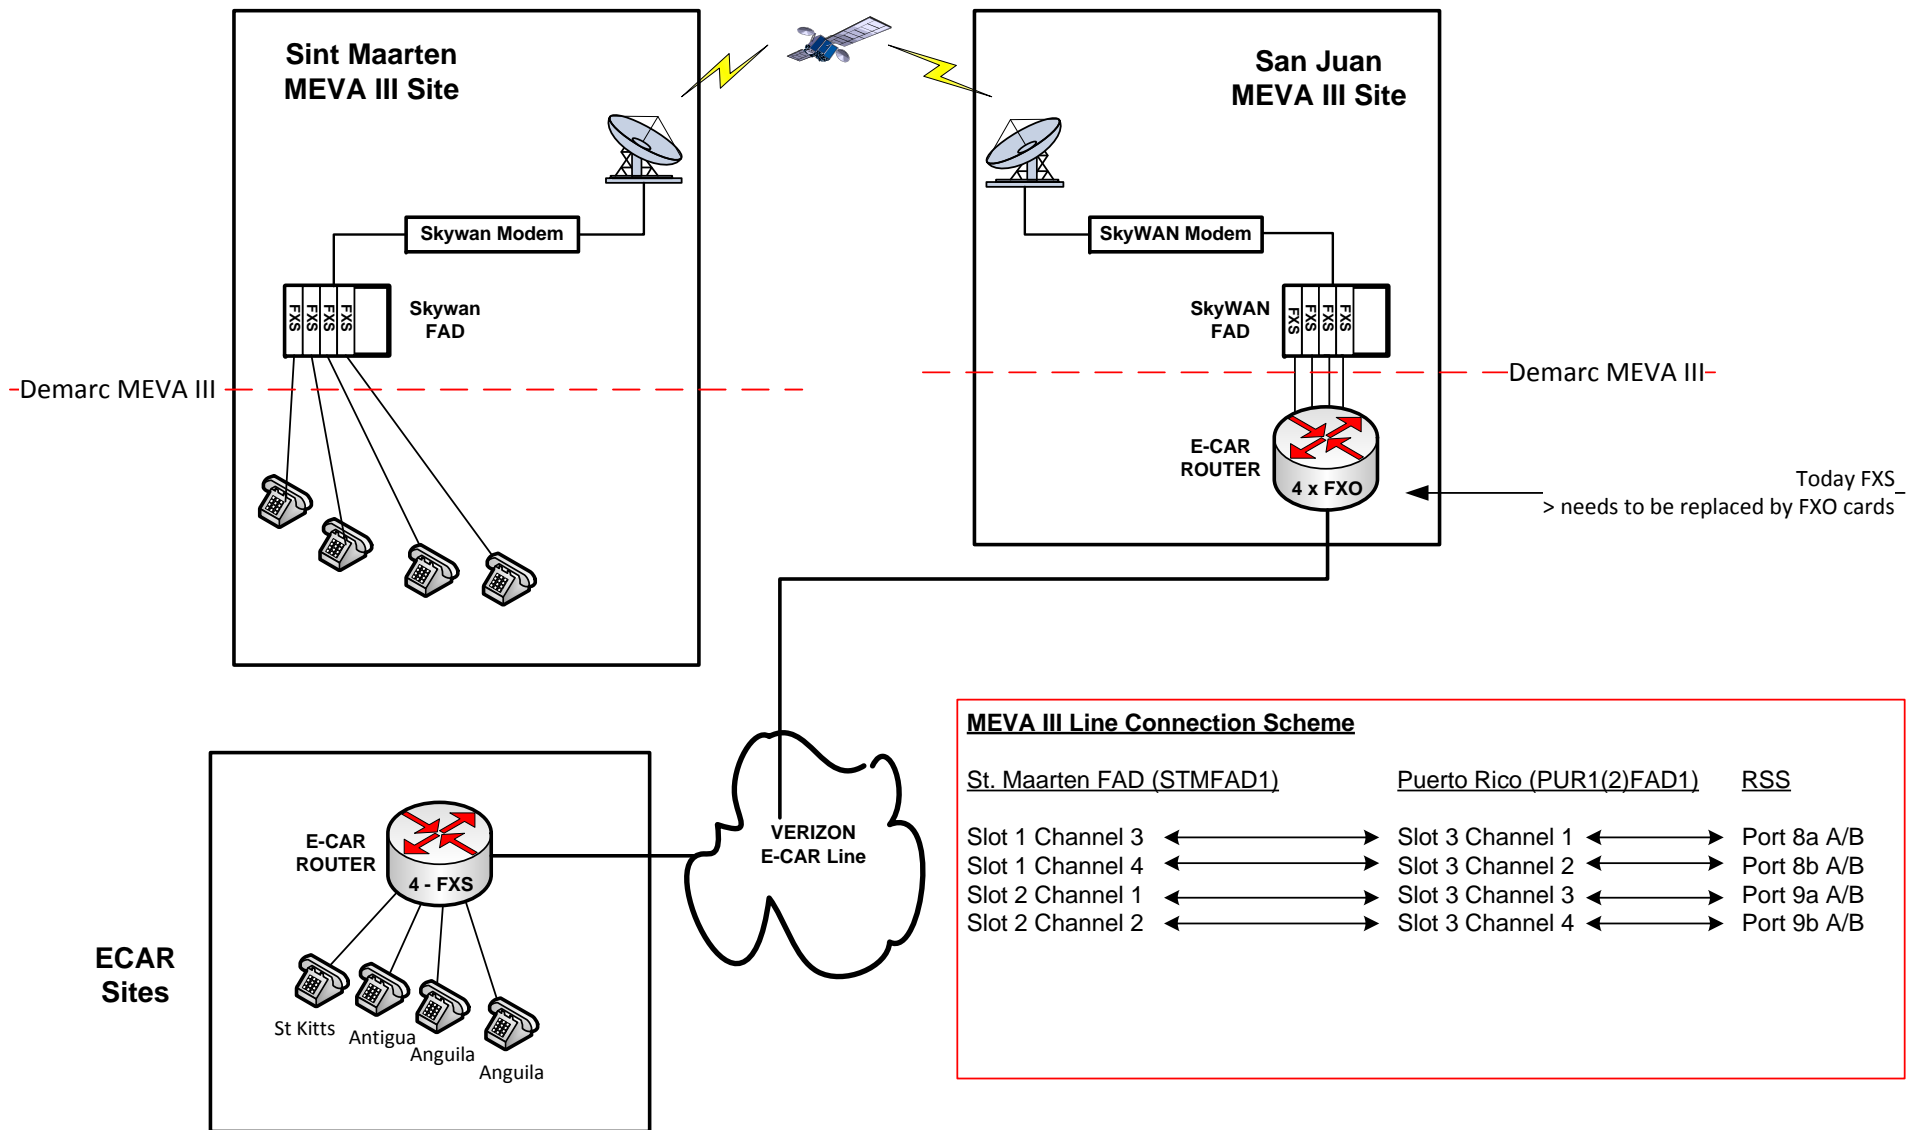 Sint Maarten
MEVA III Site
San Juan
MEVA III Site
Skywan Modem
SkyWAN Modem
FXS
FXS
FXS
FXS
Skywan
FAD
SkyWAN
FAD
FXS
FXS
FXS
FXS
Demarc MEVA III
Demarc MEVA III
E-CAR
ROUTER
4 x FXO
Today FXS
> needs to be replaced by FXO cards
MEVA III Line Connection Scheme
St. Maarten FAD (STMFAD1) Puerto Rico (PUR1(2)FAD1) RSS
Slot 1 Channel 3 Slot 3 Channel 1 Port 8a A/B
Slot 1 Channel 4 Slot 3 Channel 2 Port 8b A/B
Slot 2 Channel 1 Slot 3 Channel 3 Port 9a A/B
Slot 2 Channel 2 Slot 3 Channel 4 Port 9b A/B
VERIZON
E-CAR Line
E-CAR
ROUTER
4 - FXS
ECAR
Sites
St Kitts
Antigua
Anguila
Anguila